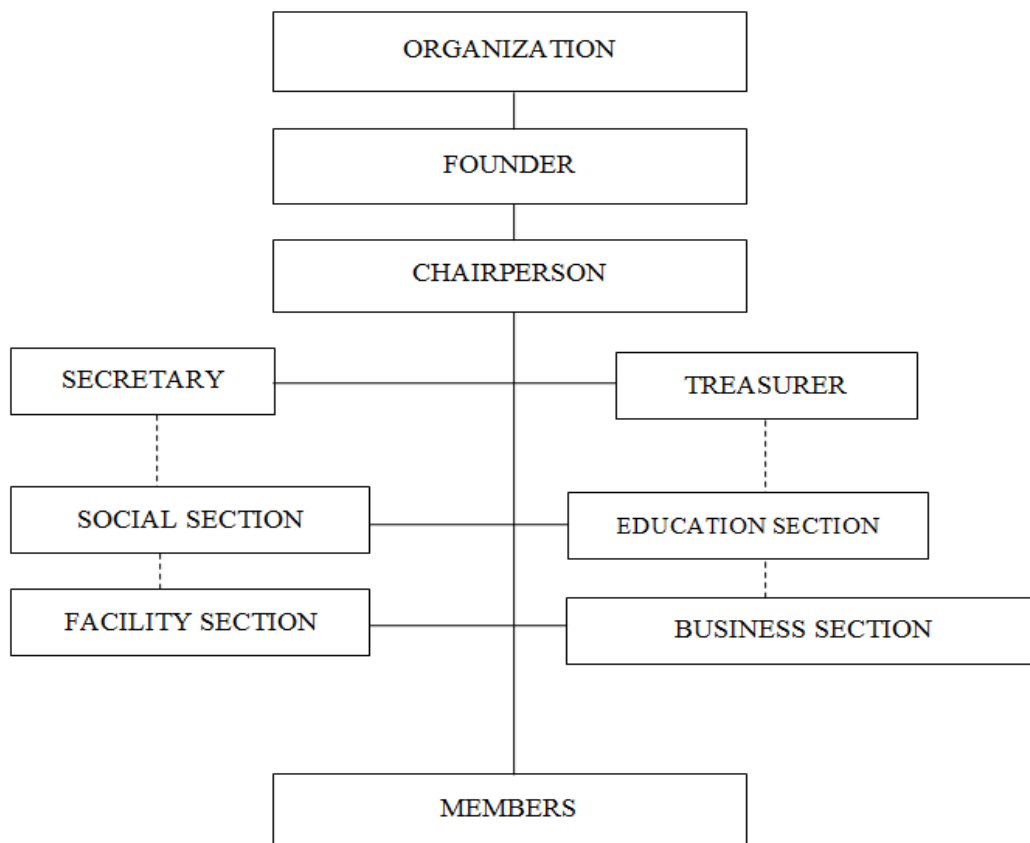 ORGANIZATION
FOUNDER
CHAIRPERSON
SECRETARY
TREASURER
SOCIAL SECTION
EDUCATION SECTION
FACILITY SECTION
BUSINESS SECTION
MEMBERS